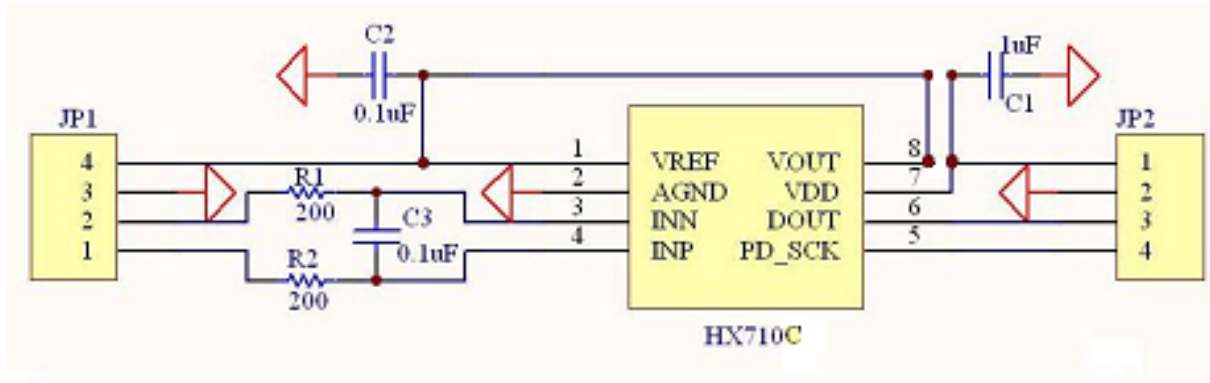 C2
1uF
0.1uF
C1
JP1
JP2
4
1
VREF
VOUT
8
1
3
R1
2
AGND
VDD
7
2
2
200
C3
3
INN
DOUT
6
3
1
R2
0.1uF
4
INP
PD_SCK
5
4
200
HX710C